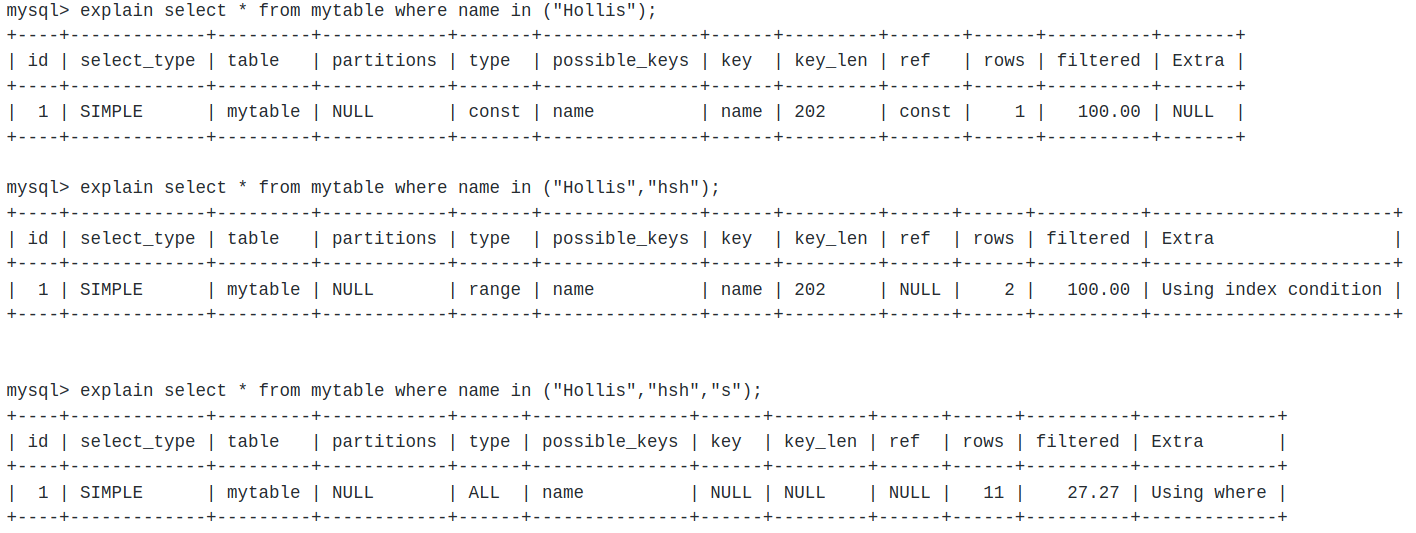 mysql> explain select * from mytable where name in ("Hollis");
+----+-------------+---------+------------+-------+---------------+------+---------+-------+------+----------+-------+
| id | select_type | table   | partitions | type  | possible_keys | key  | key_len | ref   | rows | filtered | Extra |
+----+-------------+---------+------------+-------+---------------+------+---------+-------+------+----------+-------+
|  1 | SIMPLE      | mytable | NULL       | const | name          | name | 202     | const |    1 |   100.00 | NULL  |
+----+-------------+---------+------------+-------+---------------+------+---------+-------+------+----------+-------+
mysql> explain select * from mytable where name in ("Hollis","hsh");
+----+-------------+---------+------------+-------+---------------+------+---------+------+------+----------+-----------------------+
| id | select_type | table   | partitions | type  | possible_keys | key  | key_len | ref  | rows | filtered | Extra                 |
+----+-------------+---------+------------+-------+---------------+------+---------+------+------+----------+-----------------------+
|  1 | SIMPLE      | mytable | NULL       | range | name          | name | 202     | NULL |    2 |   100.00 | Using index condition |
+----+-------------+---------+------------+-------+---------------+------+---------+------+------+----------+-----------------------+
mysql> explain select * from mytable where name in ("Hollis","hsh","s");
+----+-------------+---------+------------+------+---------------+------+---------+------+------+----------+-------------+
| id | select_type | table   | partitions | type | possible_keys | key  | key_len | ref  | rows | filtered | Extra       |
+----+-------------+---------+------------+------+---------------+------+---------+------+------+----------+-------------+
|  1 | SIMPLE      | mytable | NULL       | ALL  | name          | NULL | NULL    | NULL |   11 |    27.27 | Using where |
+----+-------------+---------+------------+------+---------------+------+---------+------+------+----------+-------------+